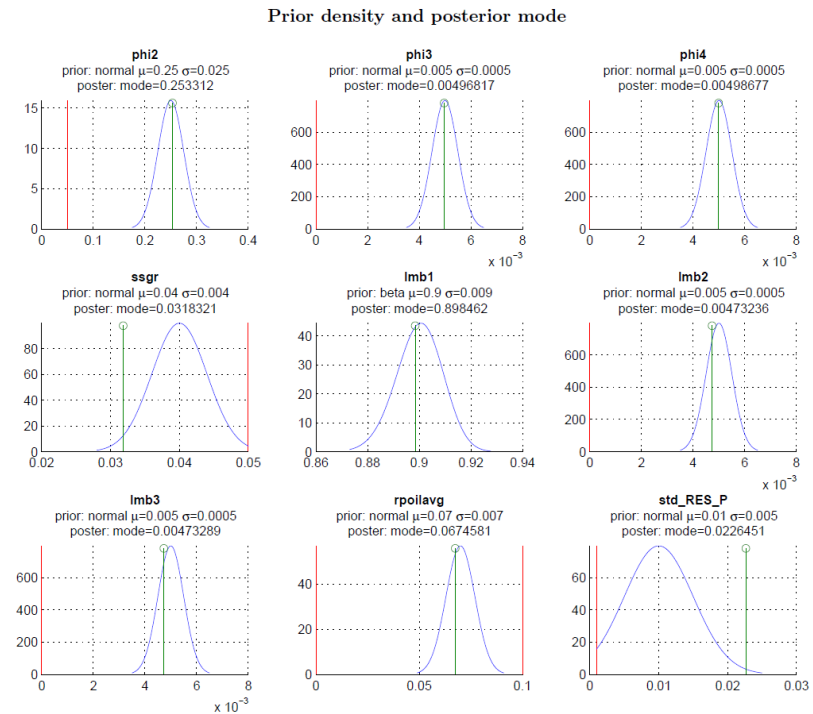 Prior density and posterior mode
phi2
prior: normal μ=0.25 σ=0.025
poster: mode=0.253312
15
10
5
0
0 0.1 0.2 0.3 0.4
phi3
prior: normal μ=0.005 σ=0.0005
poster: mode=0.00496817
600
400
200
0
0 2 4 6 8
x 10⁻³
phi4
prior: normal μ=0.005 σ=0.0005
poster: mode=0.00498677
600
400
200
0
0 2 4 6 8
x 10⁻³
ssgr
prior: normal μ=0.04 σ=0.004
poster: mode=0.0318321
80
60
40
20
0
0.02 0.03 0.04 0.05
lmb1
prior: beta μ=0.9 σ=0.009
poster: mode=0.898462
40
30
20
10
0
0.86 0.88 0.9 0.92 0.94
lmb2
prior: normal μ=0.005 σ=0.0005
poster: mode=0.00473236
600
400
200
0
0 2 4 6 8
x 10⁻³
lmb3
prior: normal μ=0.005 σ=0.0005
poster: mode=0.00473289
600
400
200
0
0 2 4 6 8
x 10⁻³
rpoilavg
prior: normal μ=0.07 σ=0.007
poster: mode=0.0674581
40
20
0
0 0.05 0.1
std_RES_P
prior: normal μ=0.01 σ=0.005
poster: mode=0.0226451
60
40
20
0
0 0.01 0.02 0.03